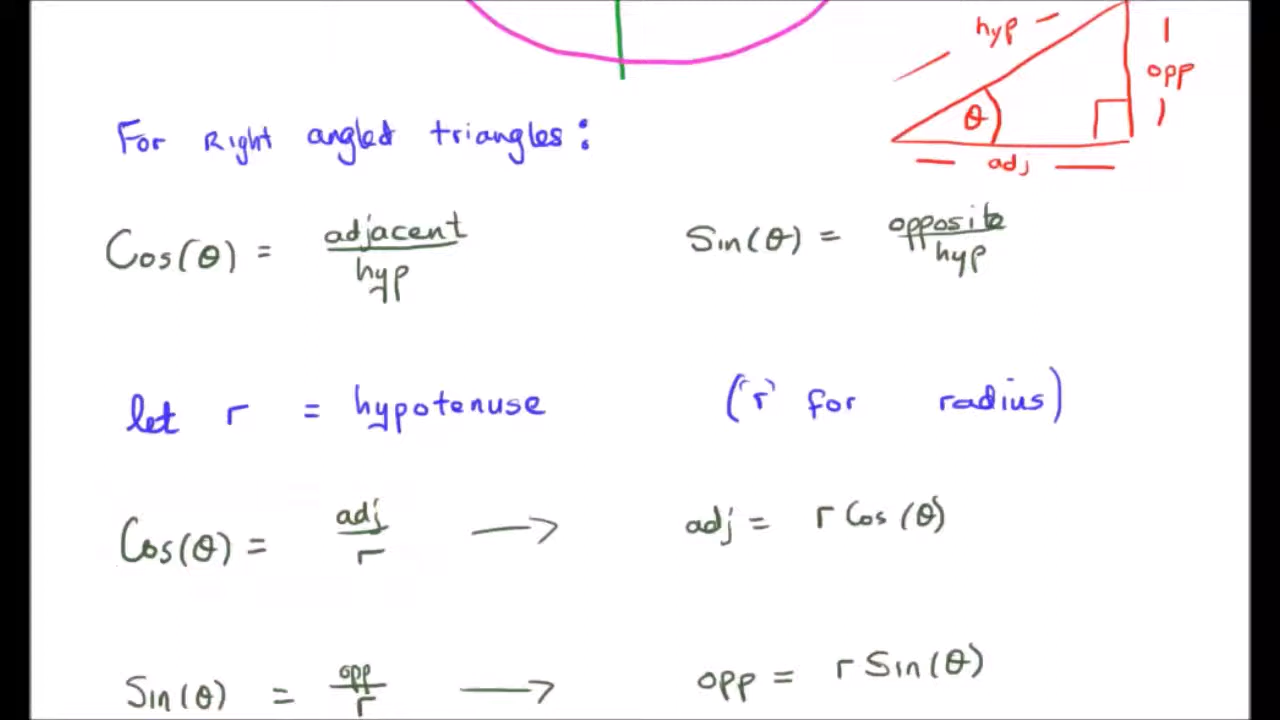 hyp
opp
θ
adj
For Right angled triangles:
Cos(θ) = adjacent/hyp
Sin(θ) = opposite/hyp
let r = hypotenuse ('r' for radius)
Cos(θ) = adj/r → adj = r Cos(θ)
Sin(θ) = opp/r → opp = r Sin(θ)